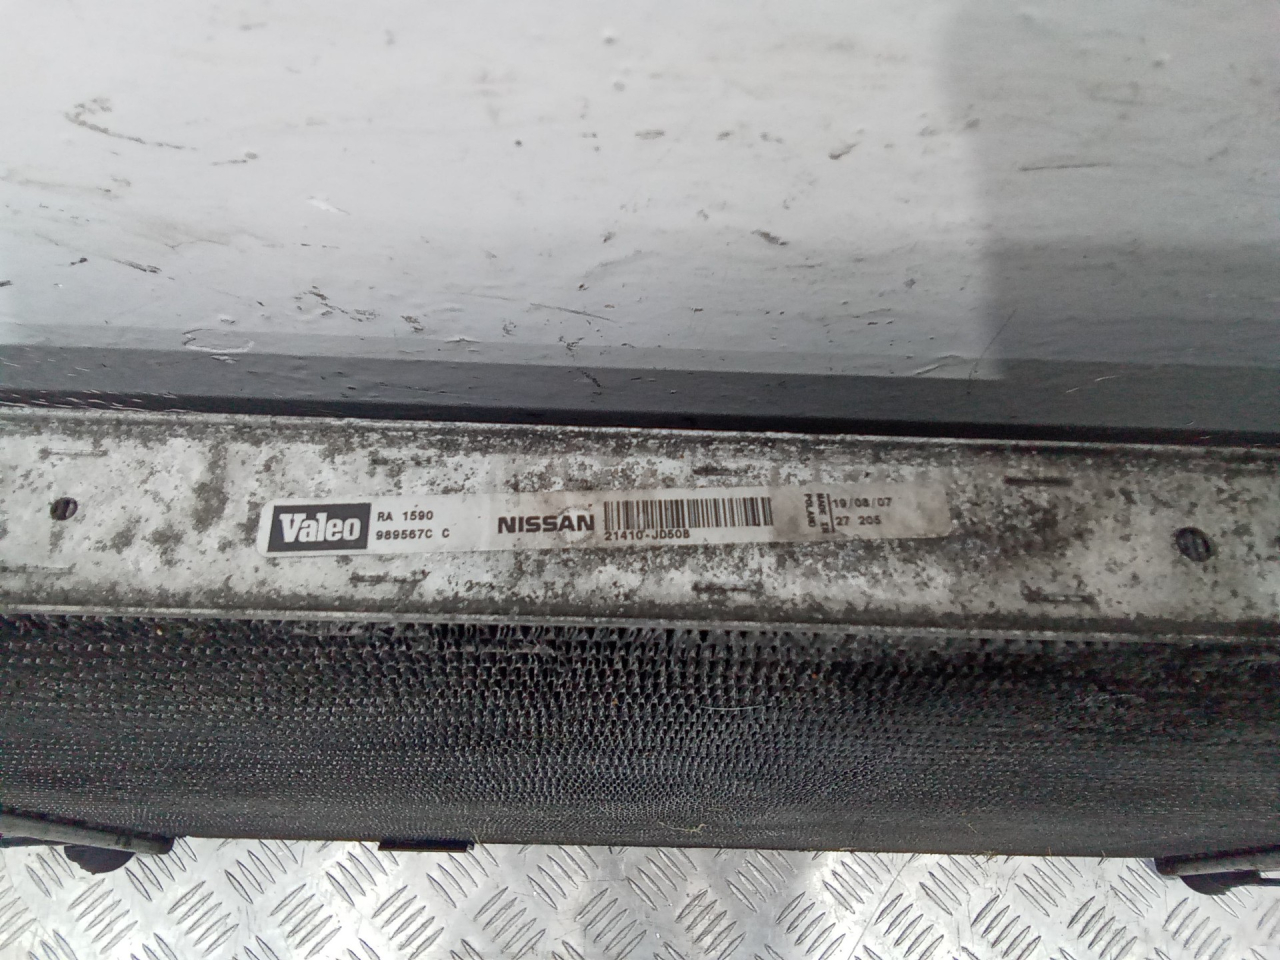 Valeo
RA 1590
989567C C
NISSAN
21410-JD50B
MADE IN
POLAND
19/08/07
27 205